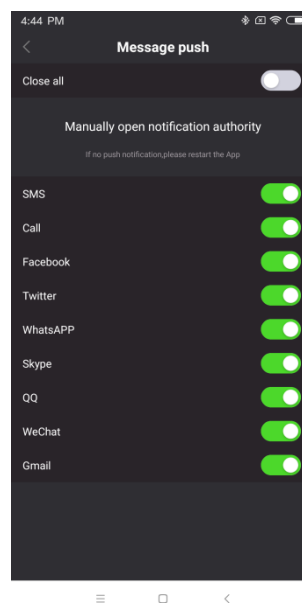 4:44 PM
Message push
Close all
Manually open notification authority
If no push notification,please restart the App
SMS
Call
Facebook
Twitter
WhatsAPP
Skype
QQ
WeChat
Gmail